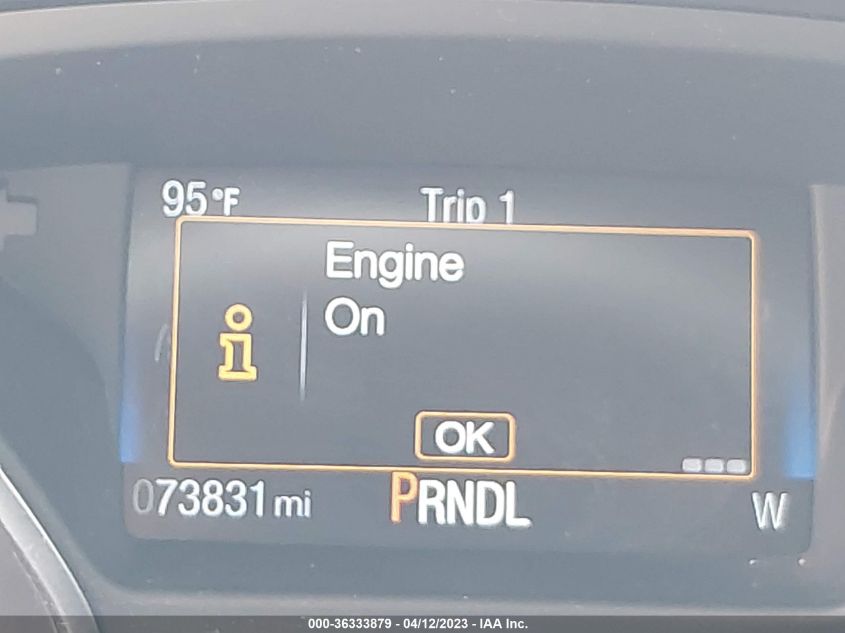 95°F Trip 1
Engine
On
OK
073831 mi PRNDL W
000-36333879 - 04/12/2023 - IAA Inc.